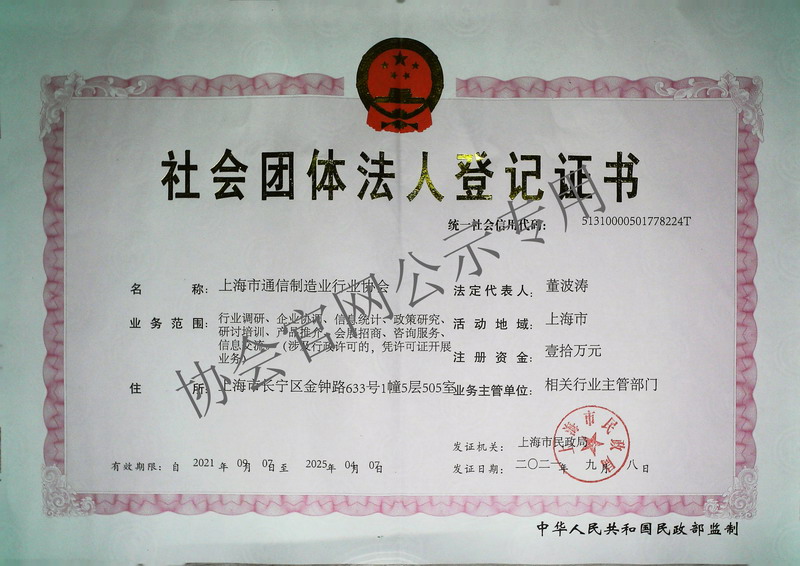 社会团体法人登记证书
统一社会信用代码： 51310000501778224T
名 称： 上海市通信制造业行业协会
业务范围： 行业调研、企业协调、信息统计、政策研究、
研讨培训、产品推介、会展招商、咨询服务、
信息交流。（涉及行政许可的，凭许可证开展
业务）
住 所： 上海市长宁区金钟路633号1幢5层505室
法定代表人： 董波涛
活动地域： 上海市
注册资金： 壹拾万元
业务主管单位： 相关行业主管部门
发证机关： 上海市民政局
发证日期： 二〇二一年 九月 八日
有效期限：自 2021 年 09 月 07 日 至 2025 年 04 月 07 日
上海市民政局
中华人民共和国民政部监制
协会官网公示专用